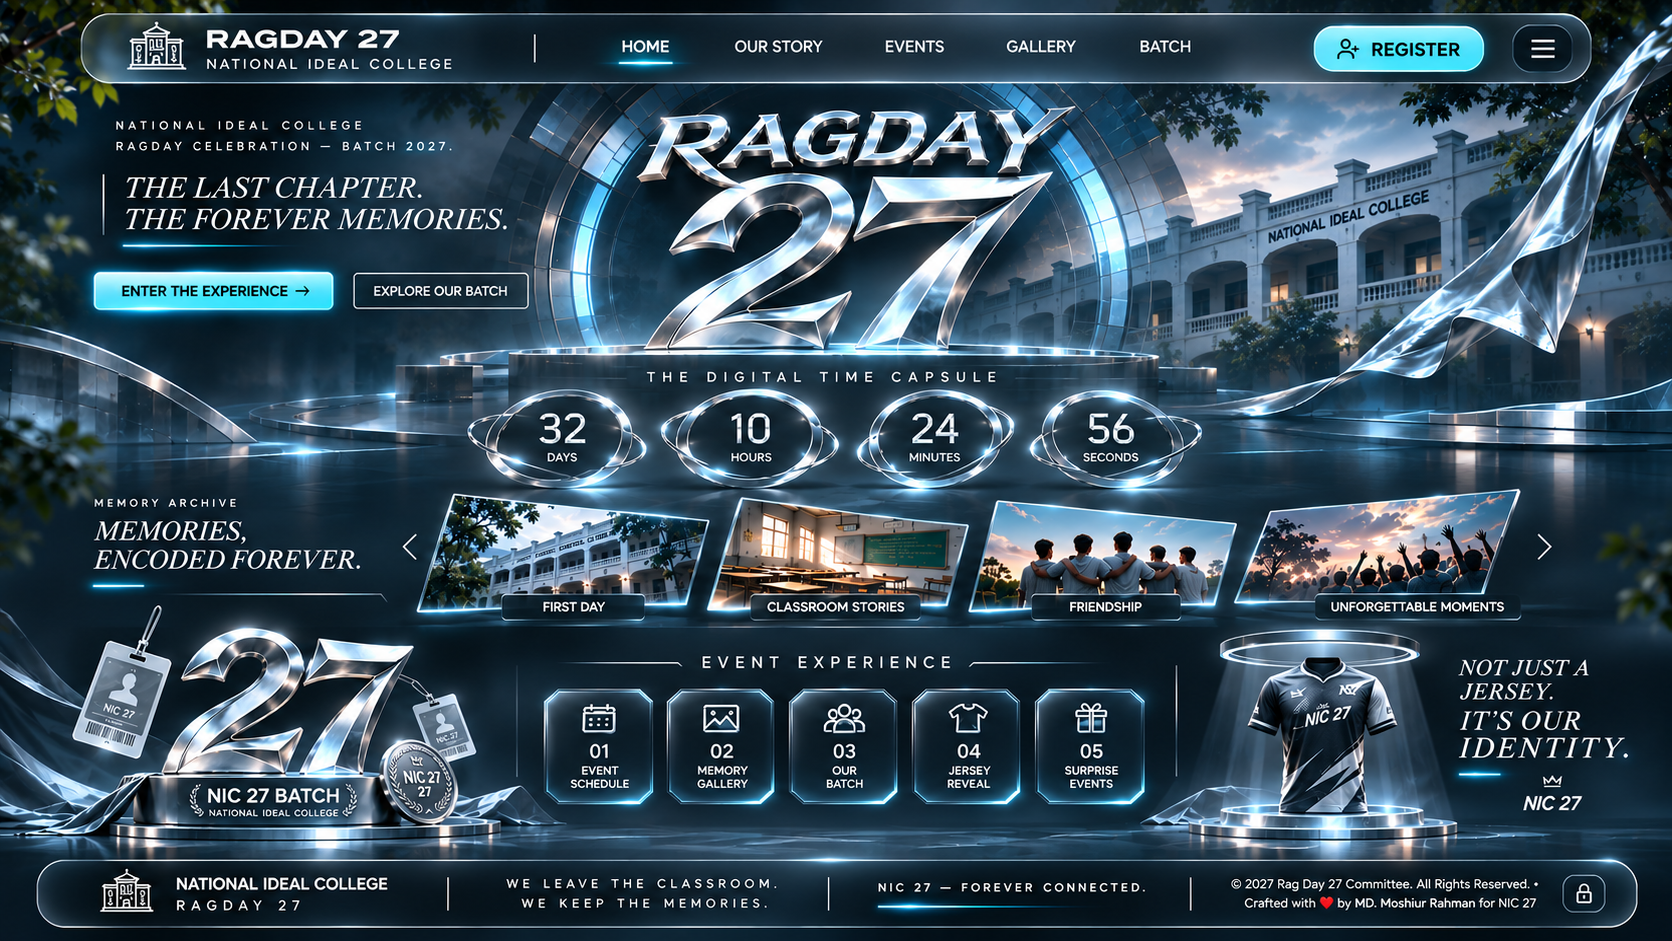 RAGDAY 27
NATIONAL IDEAL COLLEGE
HOME
OUR STORY
EVENTS
GALLERY
BATCH
REGISTER
NATIONAL IDEAL COLLEGE
RAGDAY CELEBRATION — BATCH 2027.
THE LAST CHAPTER.
THE FOREVER MEMORIES.
ENTER THE EXPERIENCE →
EXPLORE OUR BATCH
RAGDAY
27
NATIONAL IDEAL COLLEGE
THE DIGITAL TIME CAPSULE
32
DAYS
10
HOURS
24
MINUTES
56
SECONDS
MEMORY ARCHIVE
MEMORIES,
ENCODED FOREVER.
FIRST DAY
CLASSROOM STORIES
FRIENDSHIP
UNFORGETTABLE MOMENTS
NIC 27
27
NIC 27
NIC 27
27
NIC 27 BATCH
NATIONAL IDEAL COLLEGE
EVENT EXPERIENCE
01
EVENT
SCHEDULE
02
MEMORY
GALLERY
03
OUR
BATCH
04
JERSEY
REVEAL
05
SURPRISE
EVENTS
NIC 27
NOT JUST A
JERSEY.
IT'S OUR
IDENTITY.
NIC 27
NATIONAL IDEAL COLLEGE
RAGDAY 27
WE LEAVE THE CLASSROOM.
WE KEEP THE MEMORIES.
NIC 27 — FOREVER CONNECTED.
© 2027 Rag Day 27 Committee. All Rights Reserved. •
Crafted with ❤ by MD. Moshiur Rahman for NIC 27